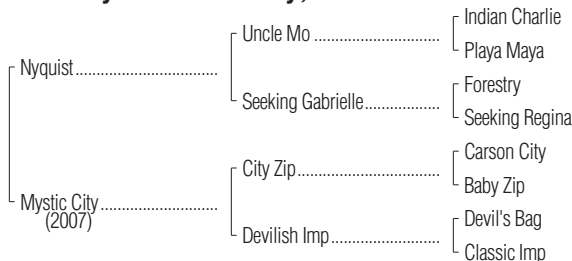 Indian Charlie
Uncle Mo
Playa Maya
Nyquist
Forestry
Seeking Gabrielle
Seeking Regina
Carson City
City Zip
Baby Zip
Mystic City
(2007)
Devil's Bag
Devilish Imp
Classic Imp